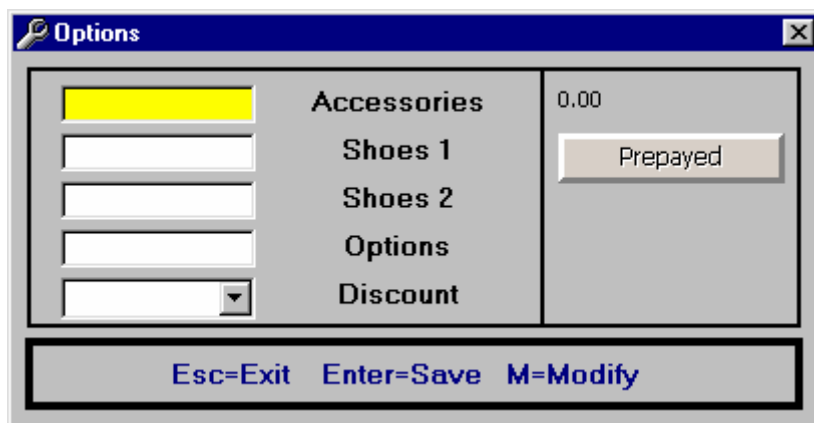 Options
Accessories
0.00
Shoes 1
Prepayed
Shoes 2
Options
Discount
Esc=Exit Enter=Save M=Modify